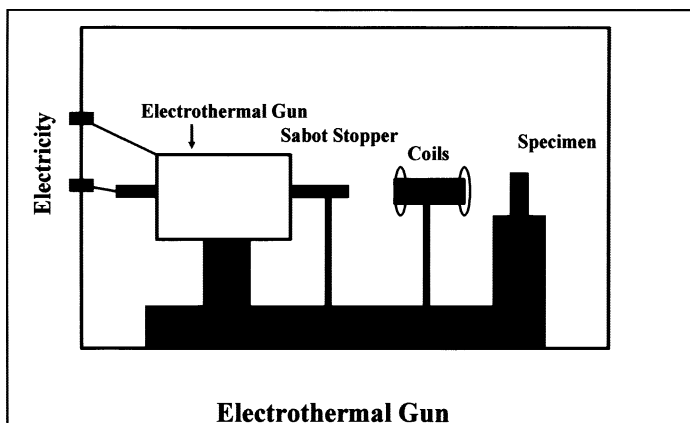 Electrothermal Gun
Sabot Stopper
Coils
Specimen
Electricity
Electrothermal Gun